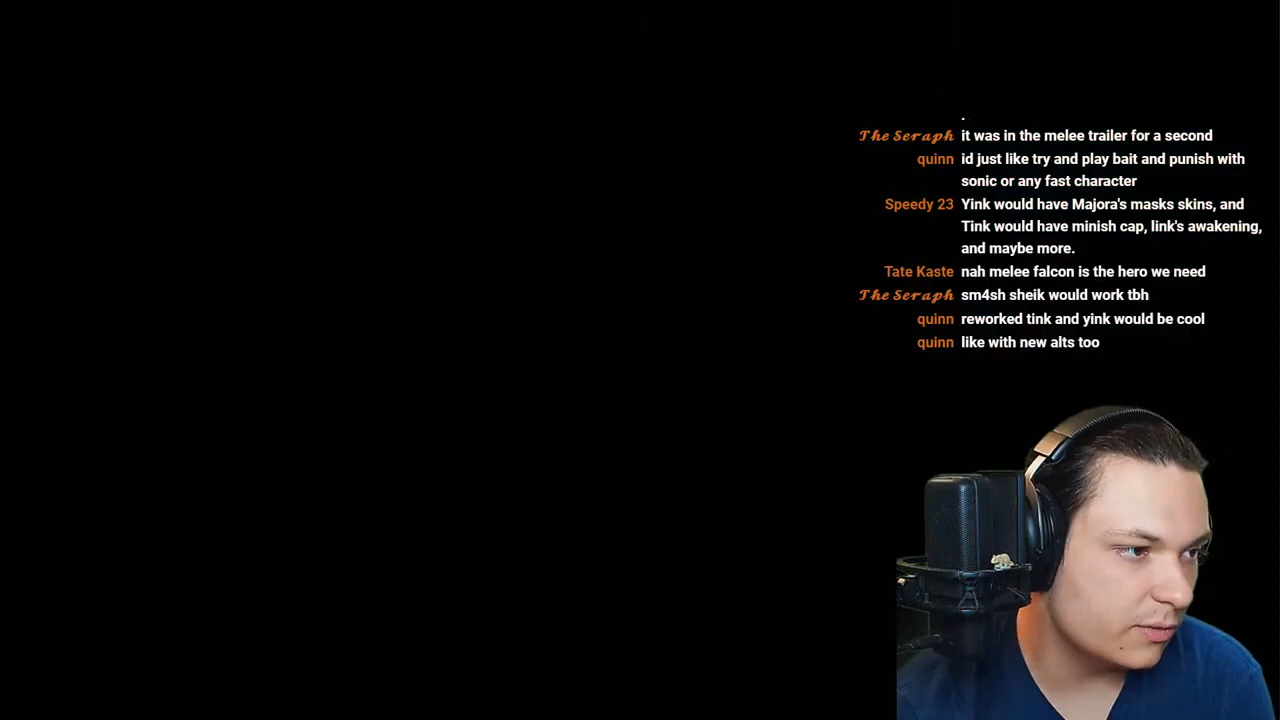 The Seraph it was in the melee trailer for a second
quinn id just like try and play bait and punish with
sonic or any fast character
Speedy 23 Yink would have Majora's masks skins, and
Tink would have minish cap, link's awakening,
and maybe more.
Tate Kaste nah melee falcon is the hero we need
The Seraph sm4sh sheik would work tbh
quinn reworked tink and yink would be cool
quinn like with new alts too